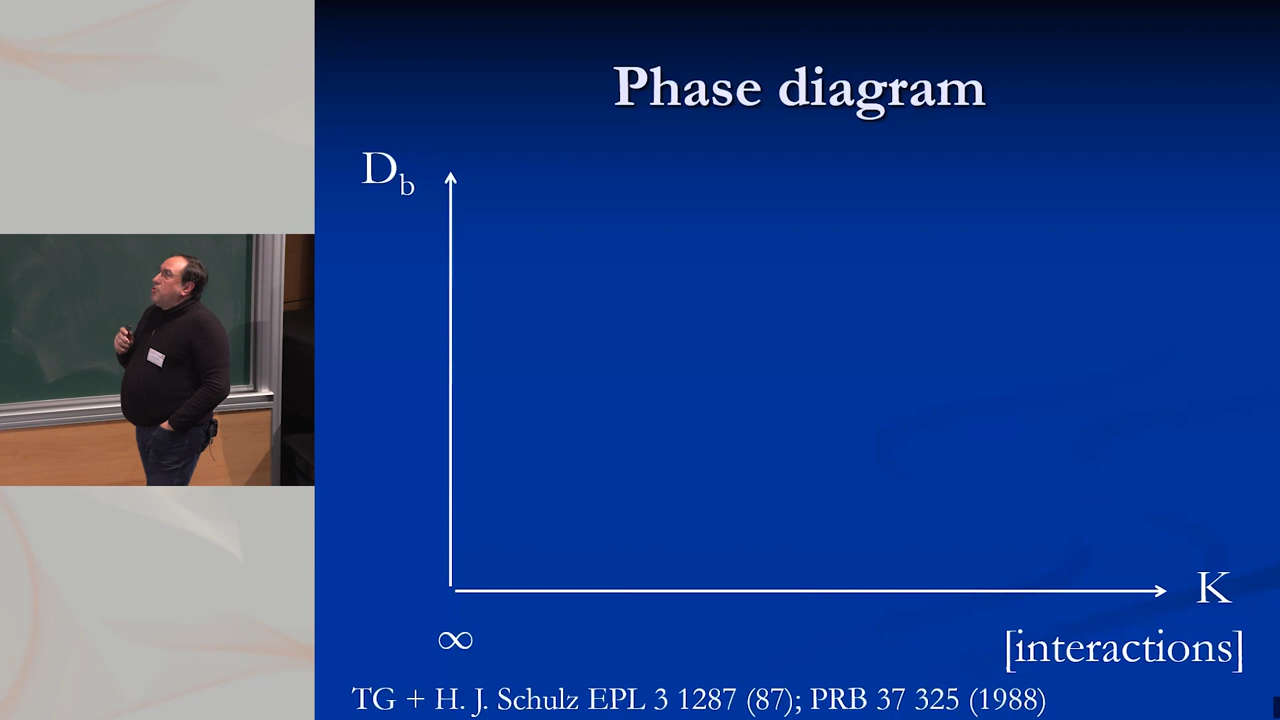 Phase diagram
D_b
K
∞
[interactions]
TG + H. J. Schulz EPL 3 1287 (87); PRB 37 325 (1988)